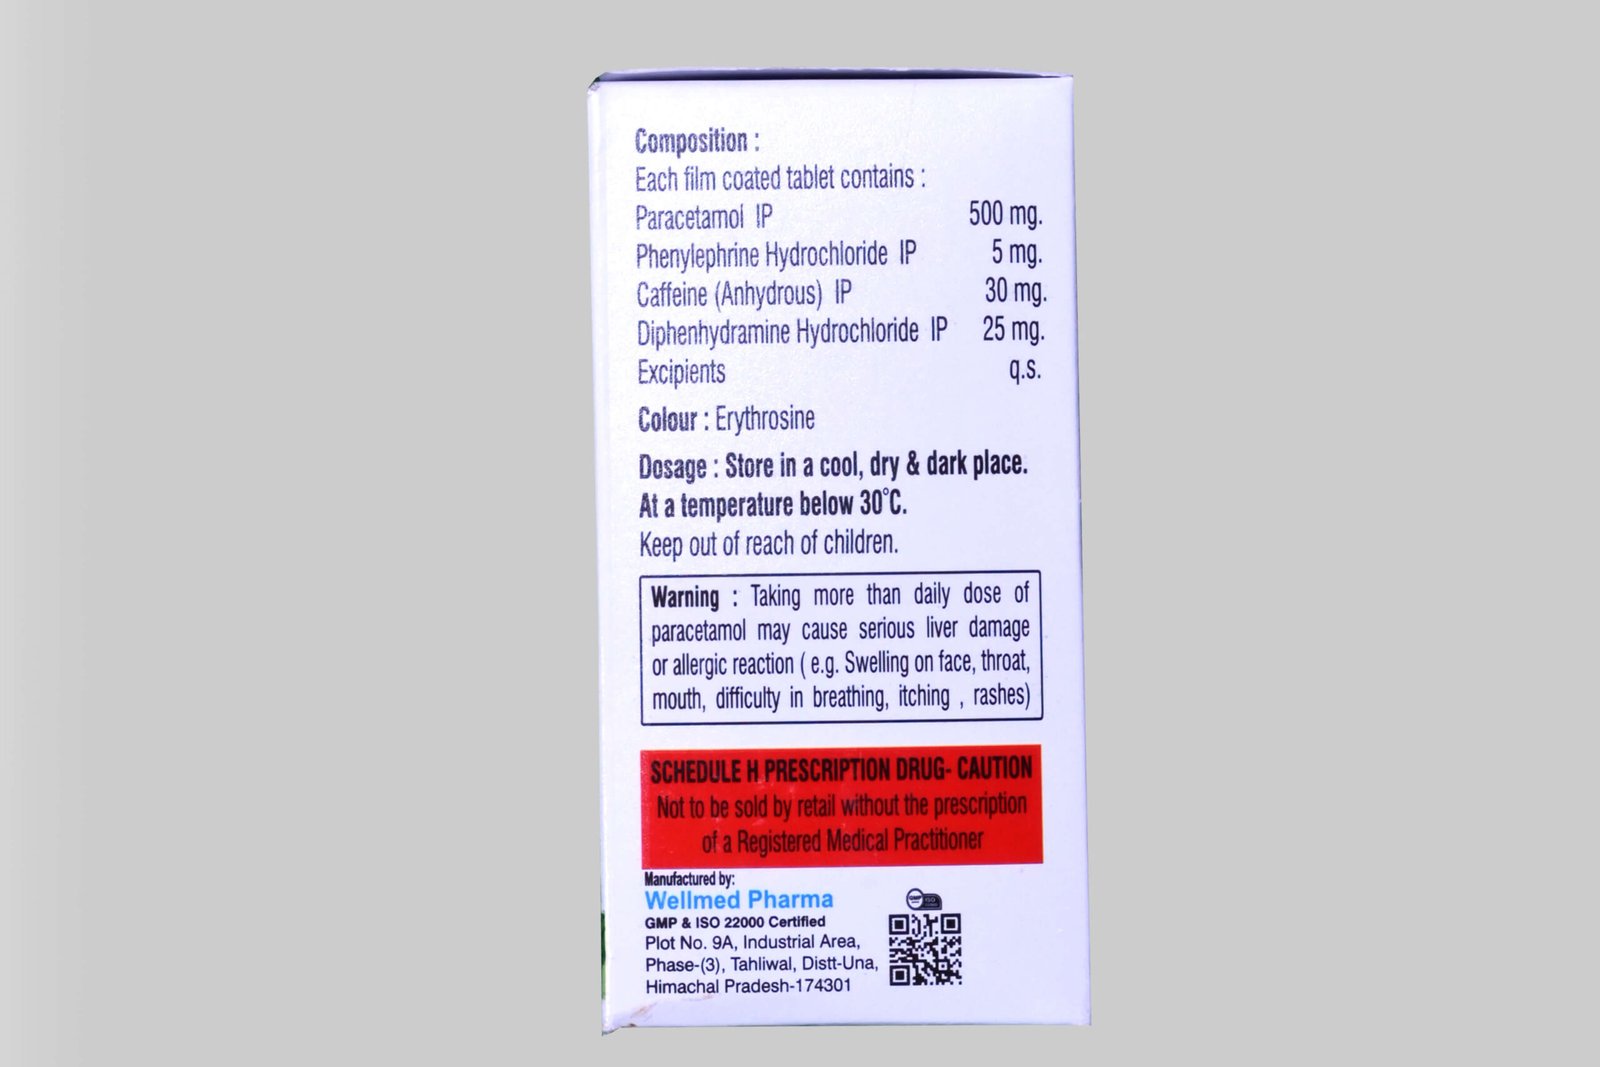 Composition :
Each film coated tablet contains :
Paracetamol IP 500 mg.
Phenylephrine Hydrochloride IP 5 mg.
Caffeine (Anhydrous) IP 30 mg.
Diphenhydramine Hydrochloride IP 25 mg.
Excipients q.s.
Colour : Erythrosine
Dosage : Store in a cool, dry & dark place.
At a temperature below 30°C.
Keep out of reach of children.
Warning : Taking more than daily dose of
paracetamol may cause serious liver damage
or allergic reaction ( e.g. Swelling on face, throat,
mouth, difficulty in breathing, itching , rashes)
SCHEDULE H PRESCRIPTION DRUG- CAUTION
Not to be sold by retail without the prescription
of a Registered Medical Practitioner
Manufactured by:
Wellmed Pharma
GMP & ISO 22000 Certified
Plot No. 9A, Industrial Area,
Phase-(3), Tahliwal, Distt-Una,
Himachal Pradesh-174301
GMP ISO